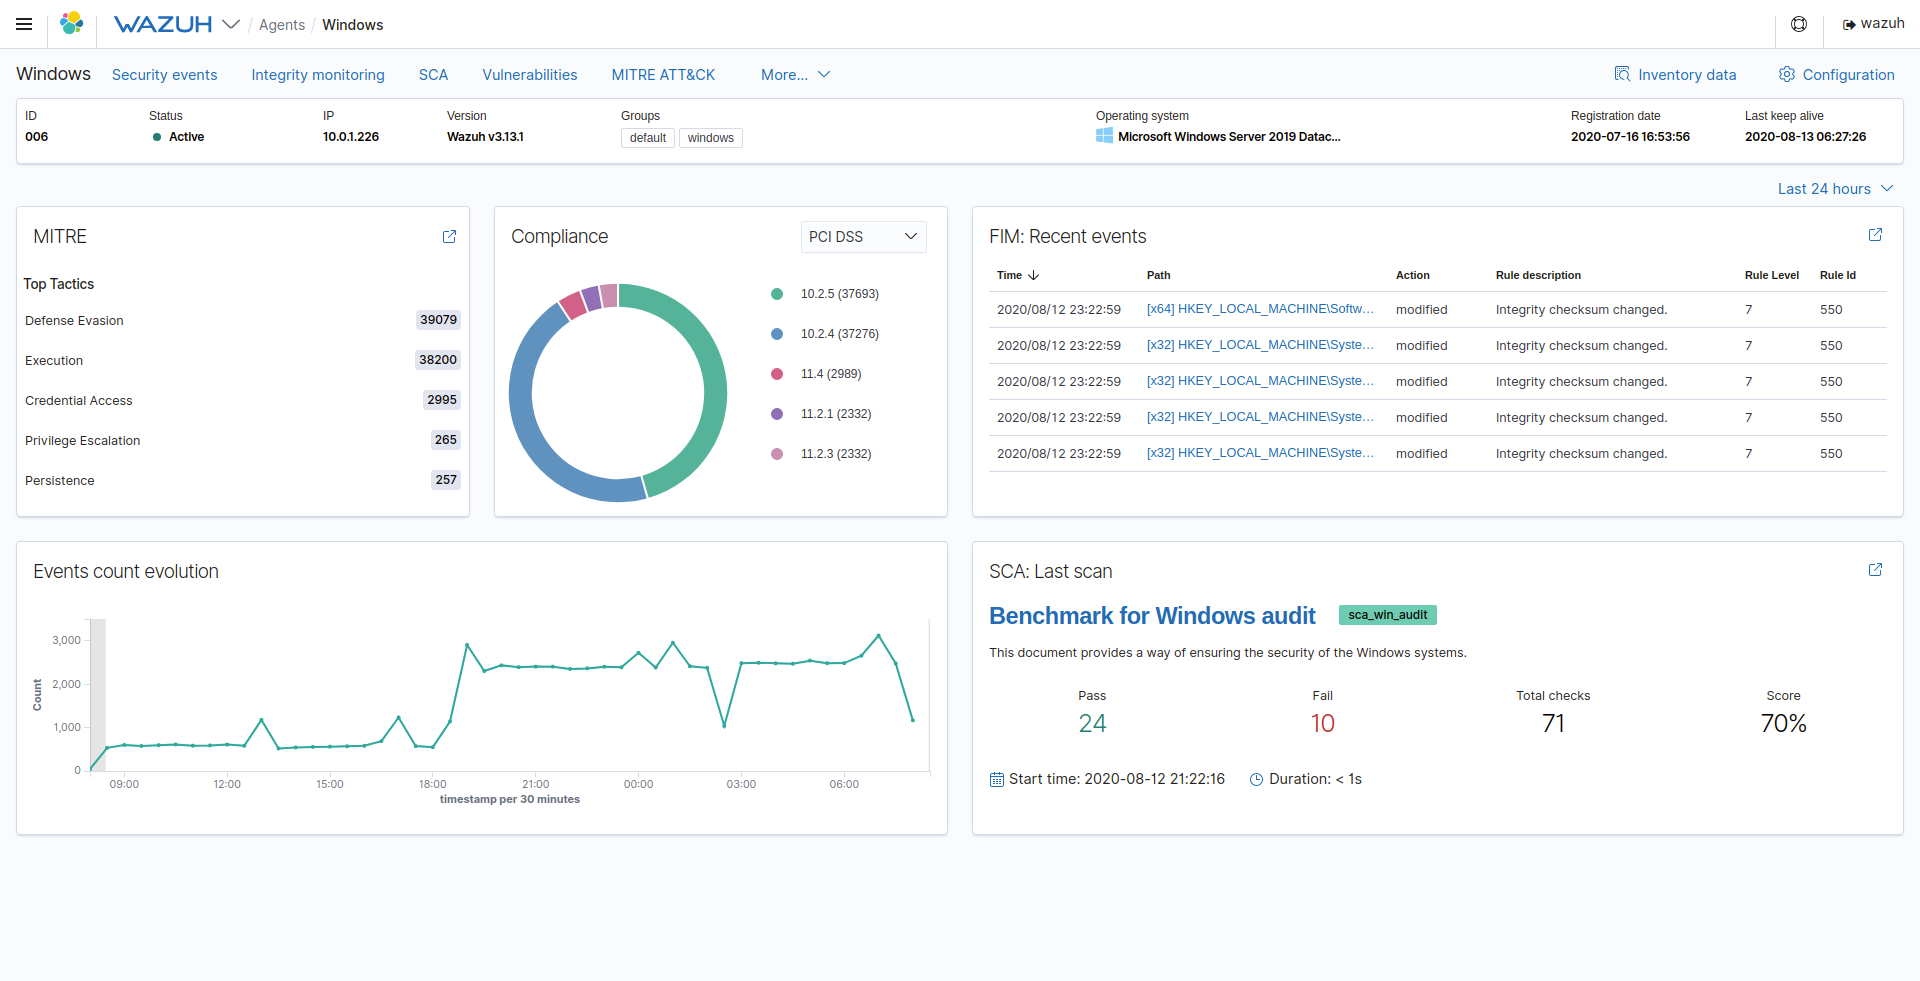 WAZUH / Agents / Windows wazuh
Windows Security events Integrity monitoring SCA Vulnerabilities MITRE ATT&CK More... Inventory data Configuration
ID Status IP Version Groups Operating system Registration date Last keep alive
006 Active 10.0.1.226 Wazuh v3.13.1 default windows Microsoft Windows Server 2019 Datac... 2020-07-16 16:53:56 2020-08-13 06:27:26
Last 24 hours
MITRE
Top Tactics
Defense Evasion 39079
Execution 38200
Credential Access 2995
Privilege Escalation 265
Persistence 257
Compliance PCI DSS
10.2.5 (37693)
10.2.4 (37276)
11.4 (2989)
11.2.1 (2332)
11.2.3 (2332)
FIM: Recent events
Time Path Action Rule description Rule Level Rule Id
2020/08/12 23:22:59 [x64] HKEY_LOCAL_MACHINE\Softw... modified Integrity checksum changed. 7 550
2020/08/12 23:22:59 [x32] HKEY_LOCAL_MACHINE\Syste... modified Integrity checksum changed. 7 550
2020/08/12 23:22:59 [x32] HKEY_LOCAL_MACHINE\Syste... modified Integrity checksum changed. 7 550
2020/08/12 23:22:59 [x32] HKEY_LOCAL_MACHINE\Syste... modified Integrity checksum changed. 7 550
2020/08/12 23:22:59 [x32] HKEY_LOCAL_MACHINE\Syste... modified Integrity checksum changed. 7 550
Events count evolution
Count
3,000
2,000
1,000
0
09:00 12:00 15:00 18:00 21:00 00:00 03:00 06:00
timestamp per 30 minutes
SCA: Last scan
Benchmark for Windows audit sca_win_audit
This document provides a way of ensuring the security of the Windows systems.
Pass Fail Total checks Score
24 10 71 70%
Start time: 2020-08-12 21:22:16 Duration: < 1s